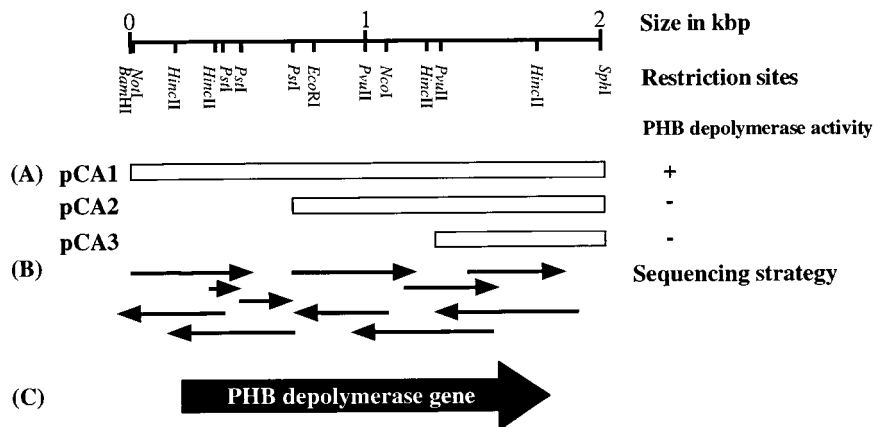 0 1 2 Size in kbp
BamHI NotI HincII HincII PstI PstI PstI EcoRI PvuII NcoI HincII PvuII HincII SphI Restriction sites
PHB depolymerase activity
(A) pCA1 +
pCA2 -
pCA3 -
(B) Sequencing strategy
(C) PHB depolymerase gene